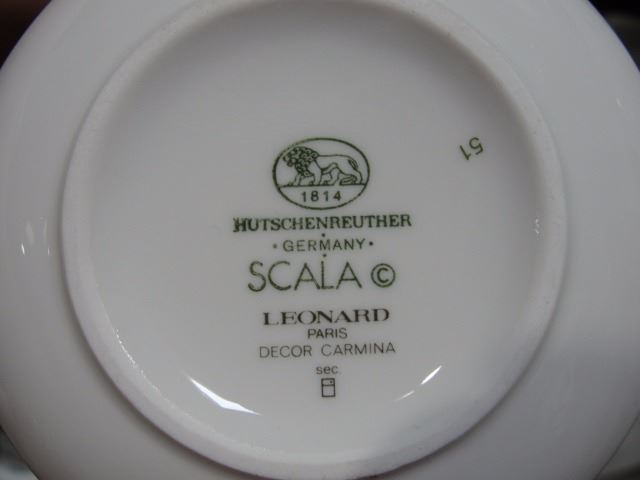 1814
HUTSCHENREUTHER
· GERMANY ·
SCALA ©
LEONARD
PARIS
DECOR CARMINA
sec.
51